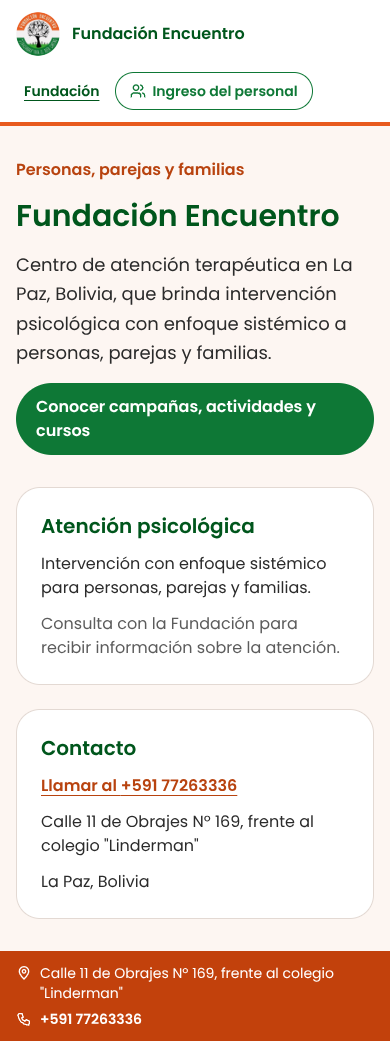 Fundación Encuentro
Fundación
Ingreso del personal
Personas, parejas y familias
Fundación Encuentro
Centro de atención terapéutica en La
Paz, Bolivia, que brinda intervención
psicológica con enfoque sistémico a
personas, parejas y familias.
Conocer campañas, actividades y
cursos
Atención psicológica
Intervención con enfoque sistémico
para personas, parejas y familias.
Consulta con la Fundación para
recibir información sobre la atención.
Contacto
Llamar al +591 77263336
Calle 11 de Obrajes Nº 169, frente al
colegio "Linderman"
La Paz, Bolivia
Calle 11 de Obrajes Nº 169, frente al colegio
"Linderman"
+591 77263336